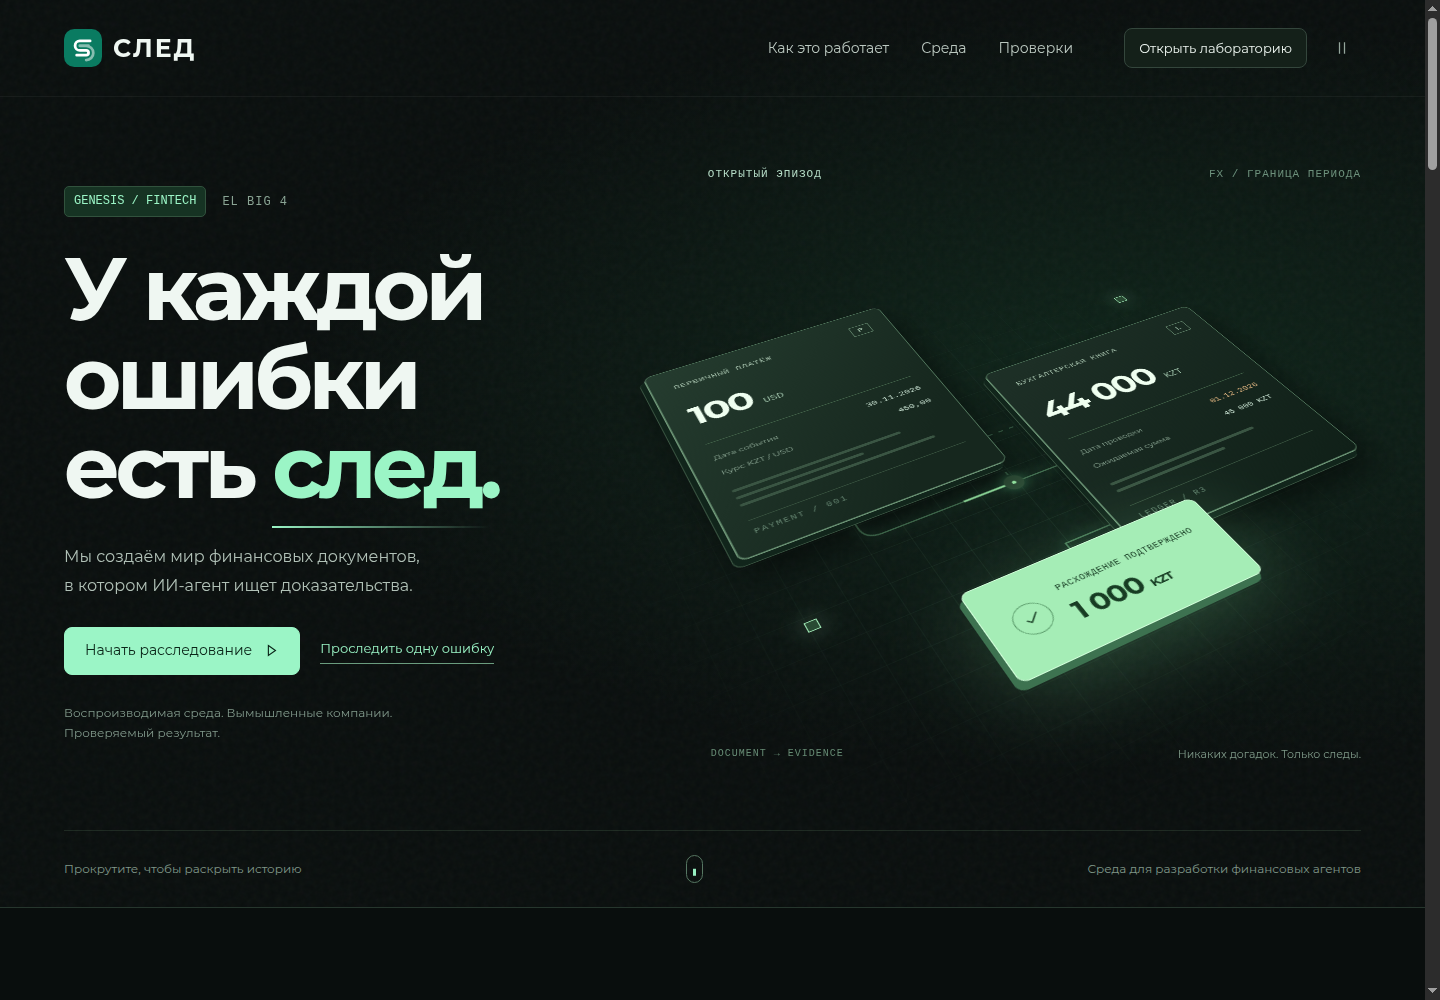 СЛЕД
Как это работает
Среда
Проверки
Открыть лабораторию
GENESIS / FINTECH
EL BIG 4
У каждой
ошибки
есть след.
Мы создаём мир финансовых документов,
в котором ИИ-агент ищет доказательства.
Начать расследование
Проследить одну ошибку
Воспроизводимая среда. Вымышленные компании.
Проверяемый результат.
ОТКРЫТЫЙ ЭПИЗОД
FX / ГРАНИЦА ПЕРИОДА
ПЕРВИЧНЫЙ ПЛАТЁЖ
P
100 USD
Дата события 30.11.2026
Курс KZT / USD 450,00
PAYMENT / 001
БУХГАЛТЕРСКАЯ КНИГА
L
44 000 KZT
Дата проводки 01.12.2026
Ожидаемая сумма 45 000 KZT
LEDGER / R3
РАСХОЖДЕНИЕ ПОДТВЕРЖДЕНО
1 000 KZT
DOCUMENT → EVIDENCE
Никаких догадок. Только следы.
Прокрутите, чтобы раскрыть историю
Среда для разработки финансовых агентов